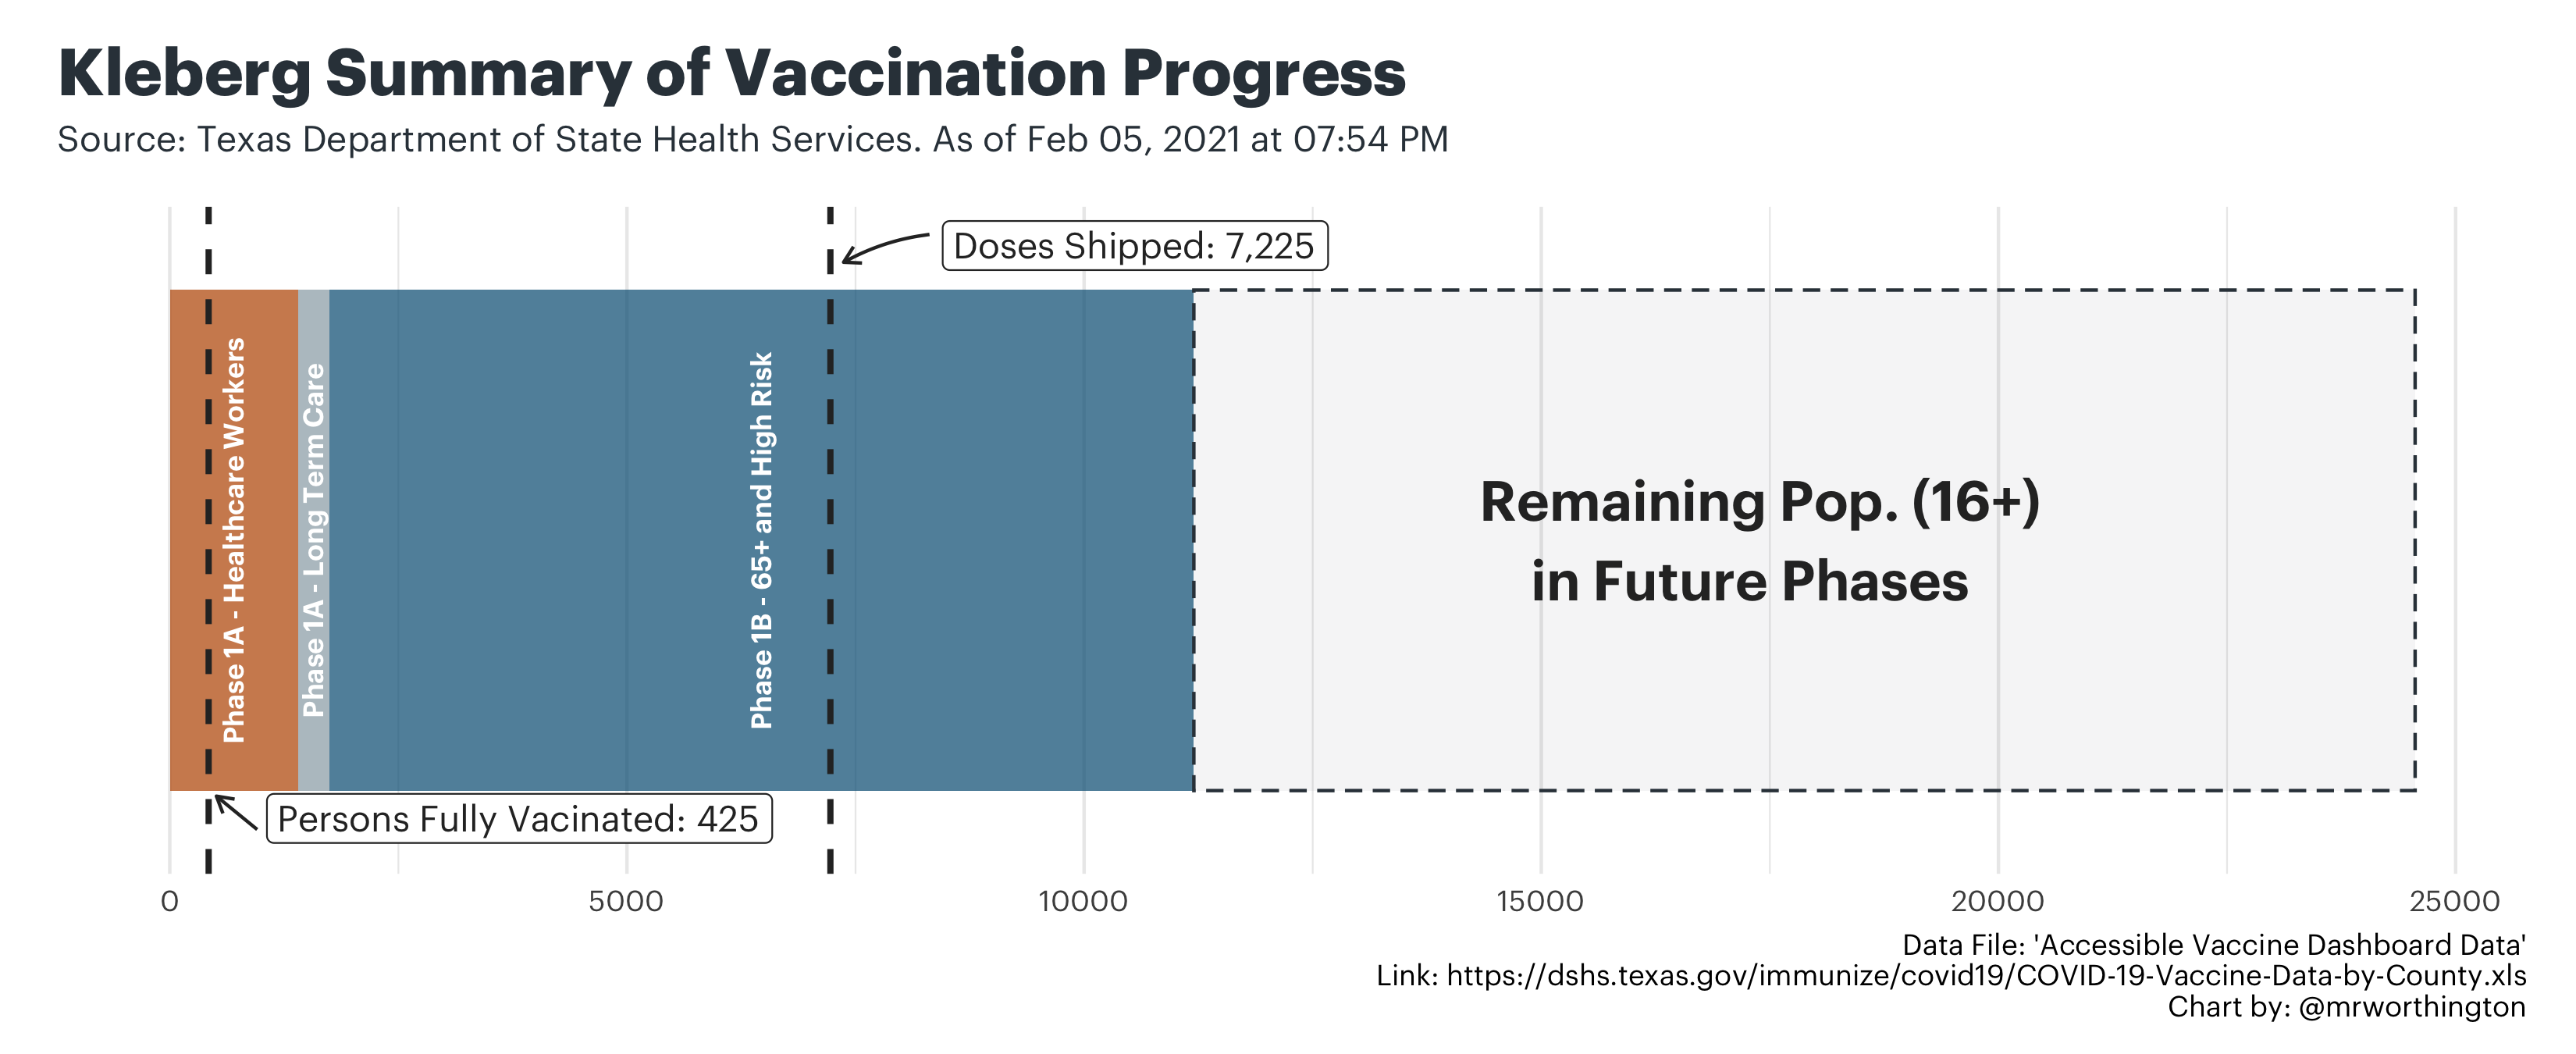 Kleberg Summary of Vaccination Progress
Source: Texas Department of State Health Services. As of Feb 05, 2021 at 07:54 PM
Doses Shipped: 7,225
Phase 1A - Healthcare Workers
Phase 1A - Long Term Care
Phase 1B - 65+ and High Risk
Remaining Pop. (16+)
in Future Phases
Persons Fully Vacinated: 425
0 5000 10000 15000 20000 25000
Data File: 'Accessible Vaccine Dashboard Data'
Link: https://dshs.texas.gov/immunize/covid19/COVID-19-Vaccine-Data-by-County.xls
Chart by: @mrworthington